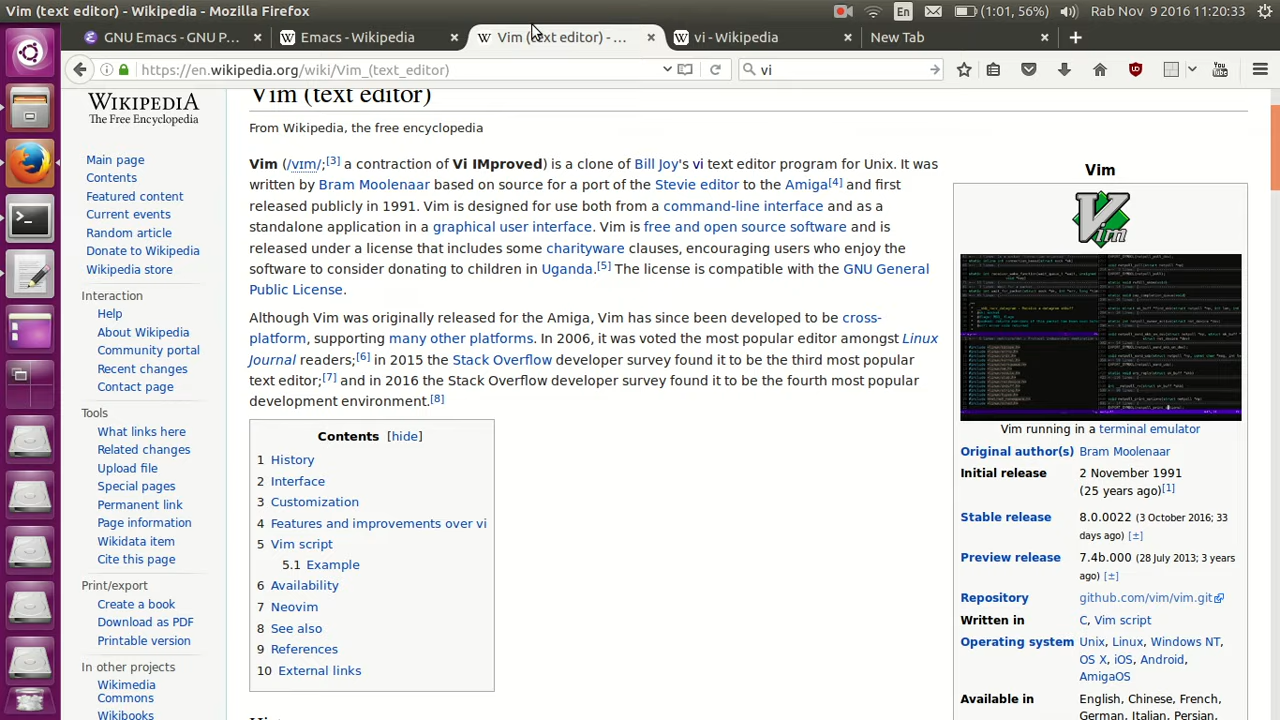 Vim (text editor) - Wikipedia - Mozilla Firefox
En
(1:01, 56%)
Rab Nov 9 2016 11:20:33
GNU Emacs - GNU P...
Emacs - Wikipedia
Vim (text editor) - ...
vi - Wikipedia
New Tab
https://en.wikipedia.org/wiki/Vim_(text_editor)
vi
You
Tube
WIKIPEDIA
The Free Encyclopedia
Main page
Contents
Featured content
Current events
Random article
Donate to Wikipedia
Wikipedia store
Interaction
Help
About Wikipedia
Community portal
Recent changes
Contact page
Tools
What links here
Related changes
Upload file
Special pages
Permanent link
Page information
Wikidata item
Cite this page
Print/export
Create a book
Download as PDF
Printable version
In other projects
Wikimedia
Commons
Wikibooks
Vim (text editor)
From Wikipedia, the free encyclopedia
Vim (/vɪm/;[3] a contraction of Vi IMproved) is a clone of Bill Joy's vi text editor program for Unix. It was
written by Bram Moolenaar based on source for a port of the Stevie editor to the Amiga[4] and first
released publicly in 1991. Vim is designed for use both from a command-line interface and as a
standalone application in a graphical user interface. Vim is free and open source software and is
released under a license that includes some charityware clauses, encouraging users who enjoy the
software to consider donating to children in Uganda.[5] The license is compatible with the GNU General
Public License.
Although it was originally released for the Amiga, Vim has since been developed to be cross-
platform, supporting many other platforms. In 2006, it was voted the most popular editor amongst Linux
Journal readers;[6] in 2015 the Stack Overflow developer survey found it to be the third most popular
text editor;[7] and in 2016 the Stack Overflow developer survey found it to be the fourth most popular
development environment.[8]
Contents [hide]
1 History
2 Interface
3 Customization
4 Features and improvements over vi
5 Vim script
5.1 Example
6 Availability
7 Neovim
8 See also
9 References
10 External links
Vim
Vim
Vim running in a terminal emulator
Original author(s) Bram Moolenaar
Initial release 2 November 1991
(25 years ago)[1]
Stable release 8.0.0022 (3 October 2016; 33
days ago) [±]
Preview release 7.4b.000 (28 July 2013; 3 years
ago) [±]
Repository github.com/vim/vim.git
Written in C, Vim script
Operating system Unix, Linux, Windows NT,
OS X, iOS, Android,
AmigaOS
Available in English, Chinese, French,
German, Italian, Persian,